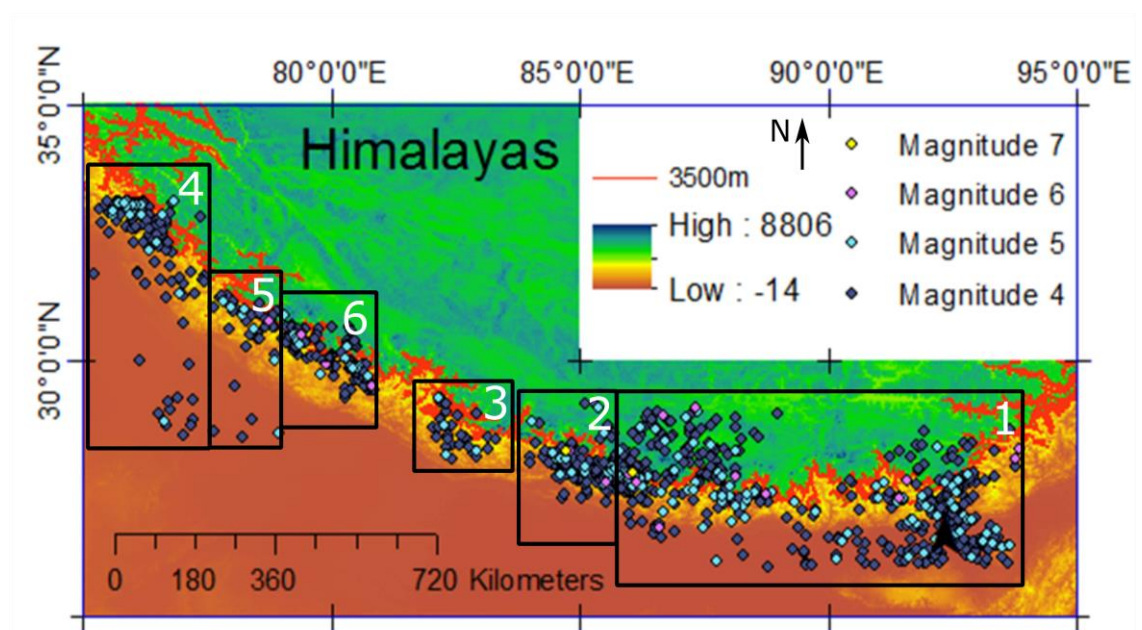 80°0'0"E 85°0'0"E 90°0'0"E 95°0'0"E
35°0'0"N
30°0'0"N
Himalayas
N
3500m
High : 8806
Low : -14
Magnitude 7
Magnitude 6
Magnitude 5
Magnitude 4
4
5
6
3
2
1
0 180 360 720 Kilometers